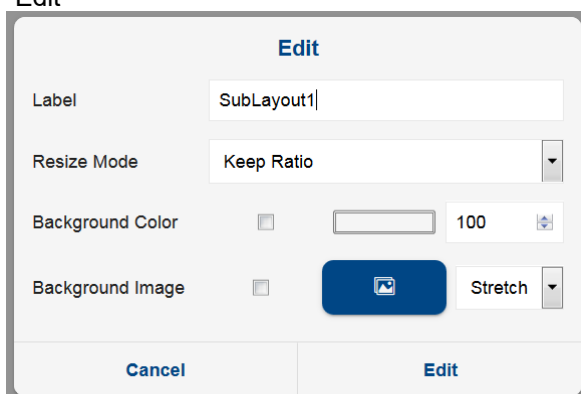 Edit
Edit
Label SubLayout1
Resize Mode Keep Ratio
Background Color 100
Background Image Stretch
Cancel Edit